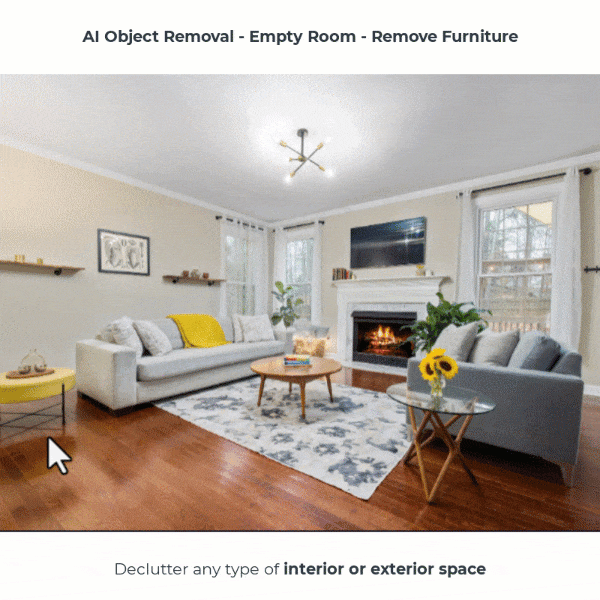 AI Object Removal - Empty Room - Remove Furniture
Declutter any type of interior or exterior space